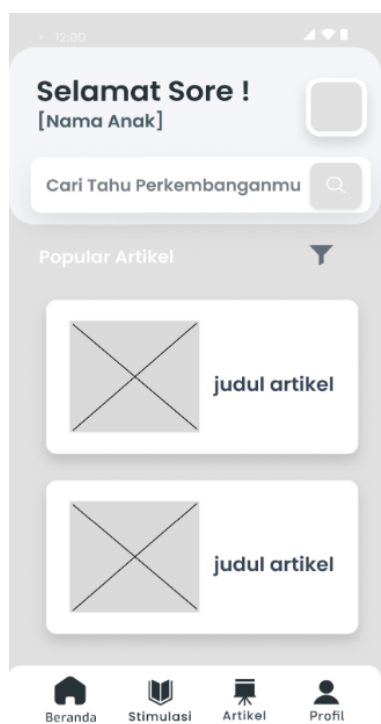 12:00
Selamat Sore !
[Nama Anak]
Cari Tahu Perkembanganmu
Popular Artikel
judul artikel
judul artikel
Beranda Stimulasi Artikel Profil